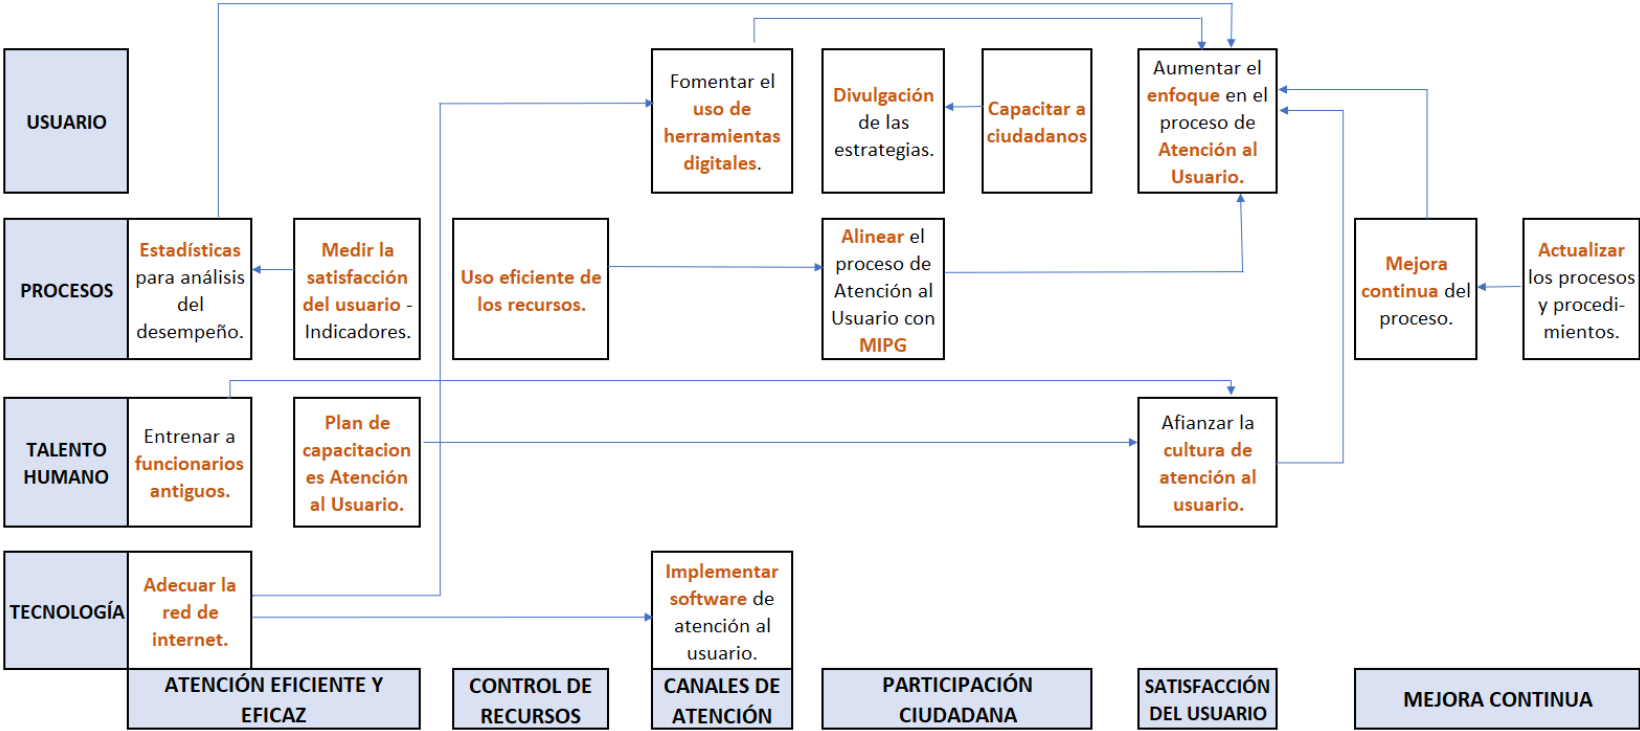 USUARIO
Fomentar el
uso de
herramientas
digitales.
Divulgación
de las
estrategias.
Capacitar a
ciudadanos
Aumentar el
enfoque en el
proceso de
Atención al
Usuario.
PROCESOS
Estadísticas
para análisis
del
desempeño.
Medir la
satisfacción
del usuario -
Indicadores.
Uso eficiente de
los recursos.
Alinear el
proceso de
Atención al
Usuario con
MIPG
Mejora
continua del
proceso.
Actualizar
los procesos
y procedi-
mientos.
TALENTO
HUMANO
Entrenar a
funcionarios
antiguos.
Plan de
capacitacion
es Atención
al Usuario.
Afianzar la
cultura de
atención al
usuario.
TECNOLOGÍA
Adecuar la
red de
internet.
Implementar
software de
atención al
usuario.
ATENCIÓN EFICIENTE Y
EFICAZ
CONTROL DE
RECURSOS
CANALES DE
ATENCIÓN
PARTICIPACIÓN
CIUDADANA
SATISFACCIÓN
DEL USUARIO
MEJORA CONTINUA